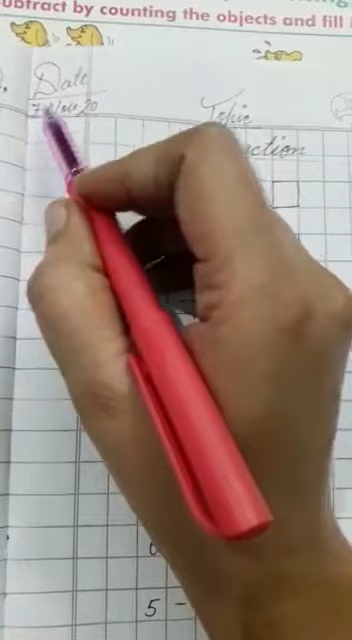 ubtract by counting the objects and fill i
Date
7 Nov 20
Topic
ction
5 -